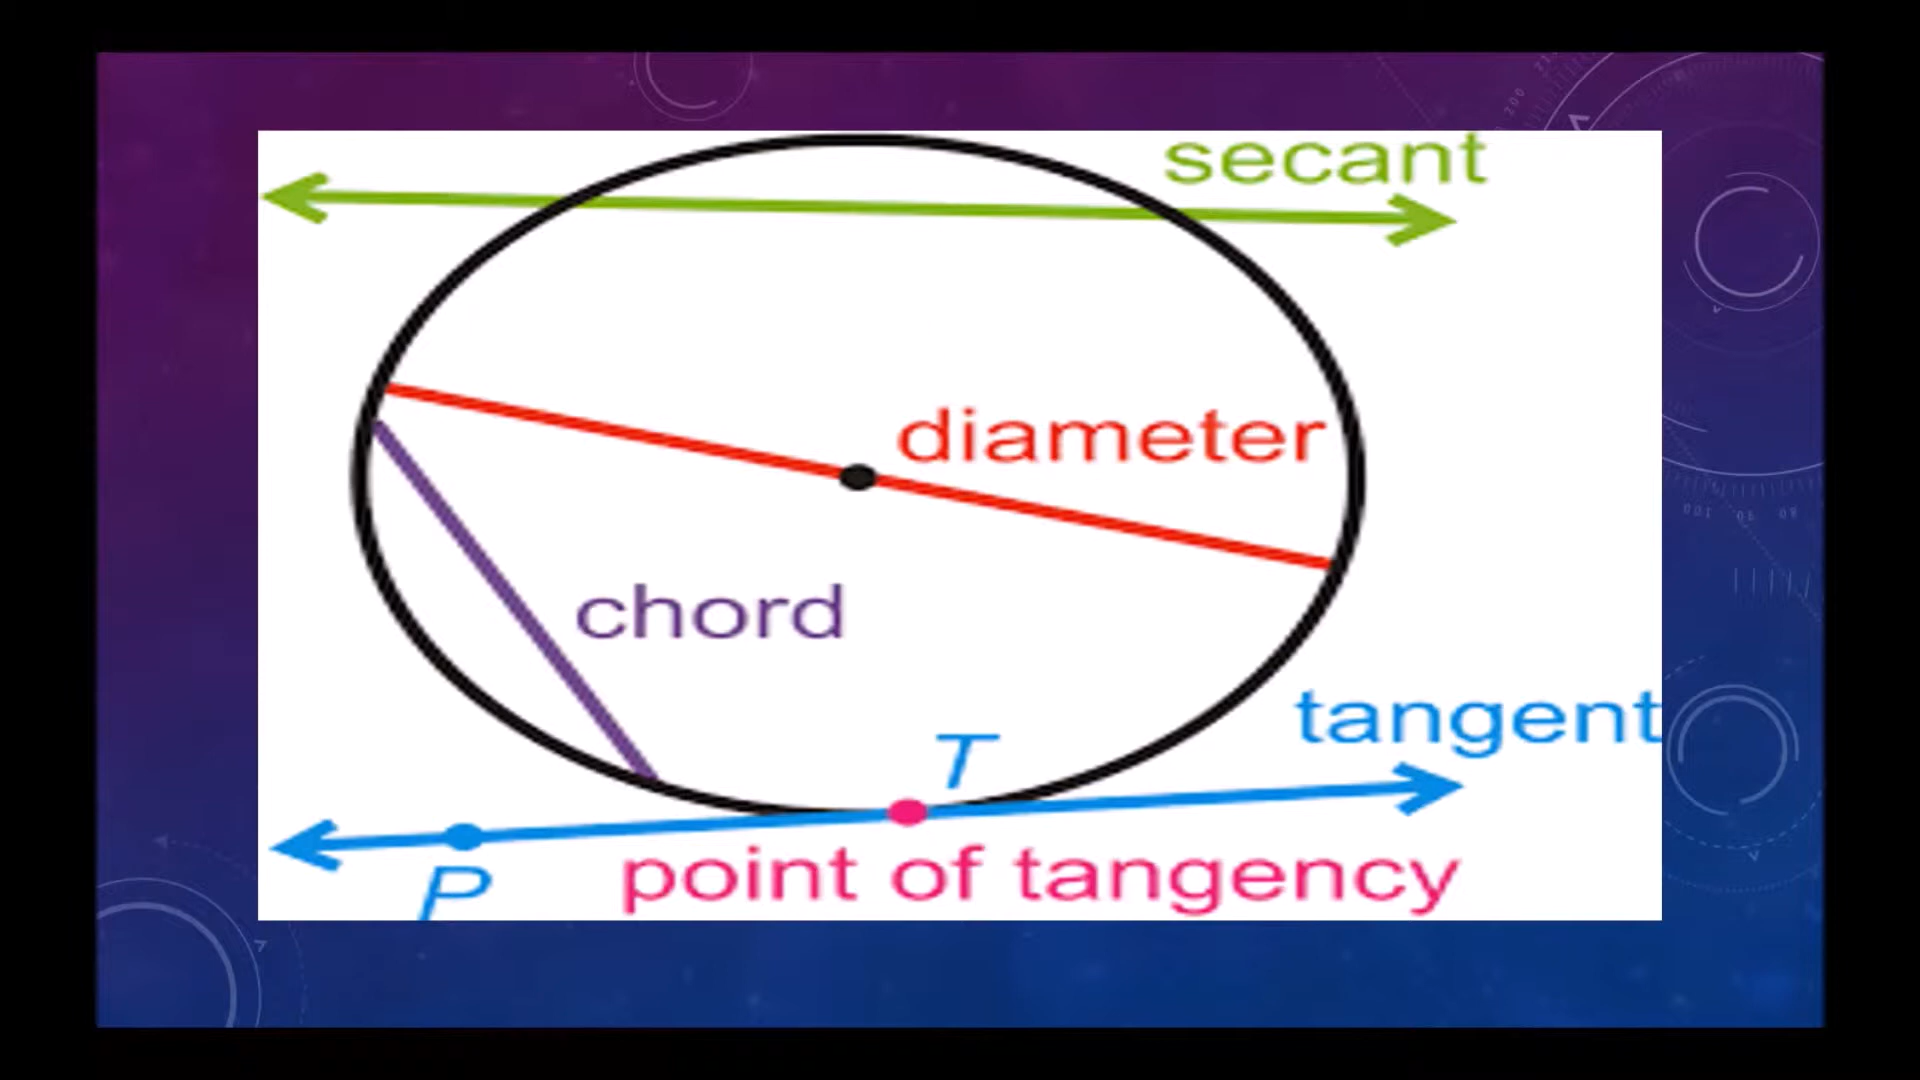 secant
diameter
chord
tangent
T
P
point of tangency